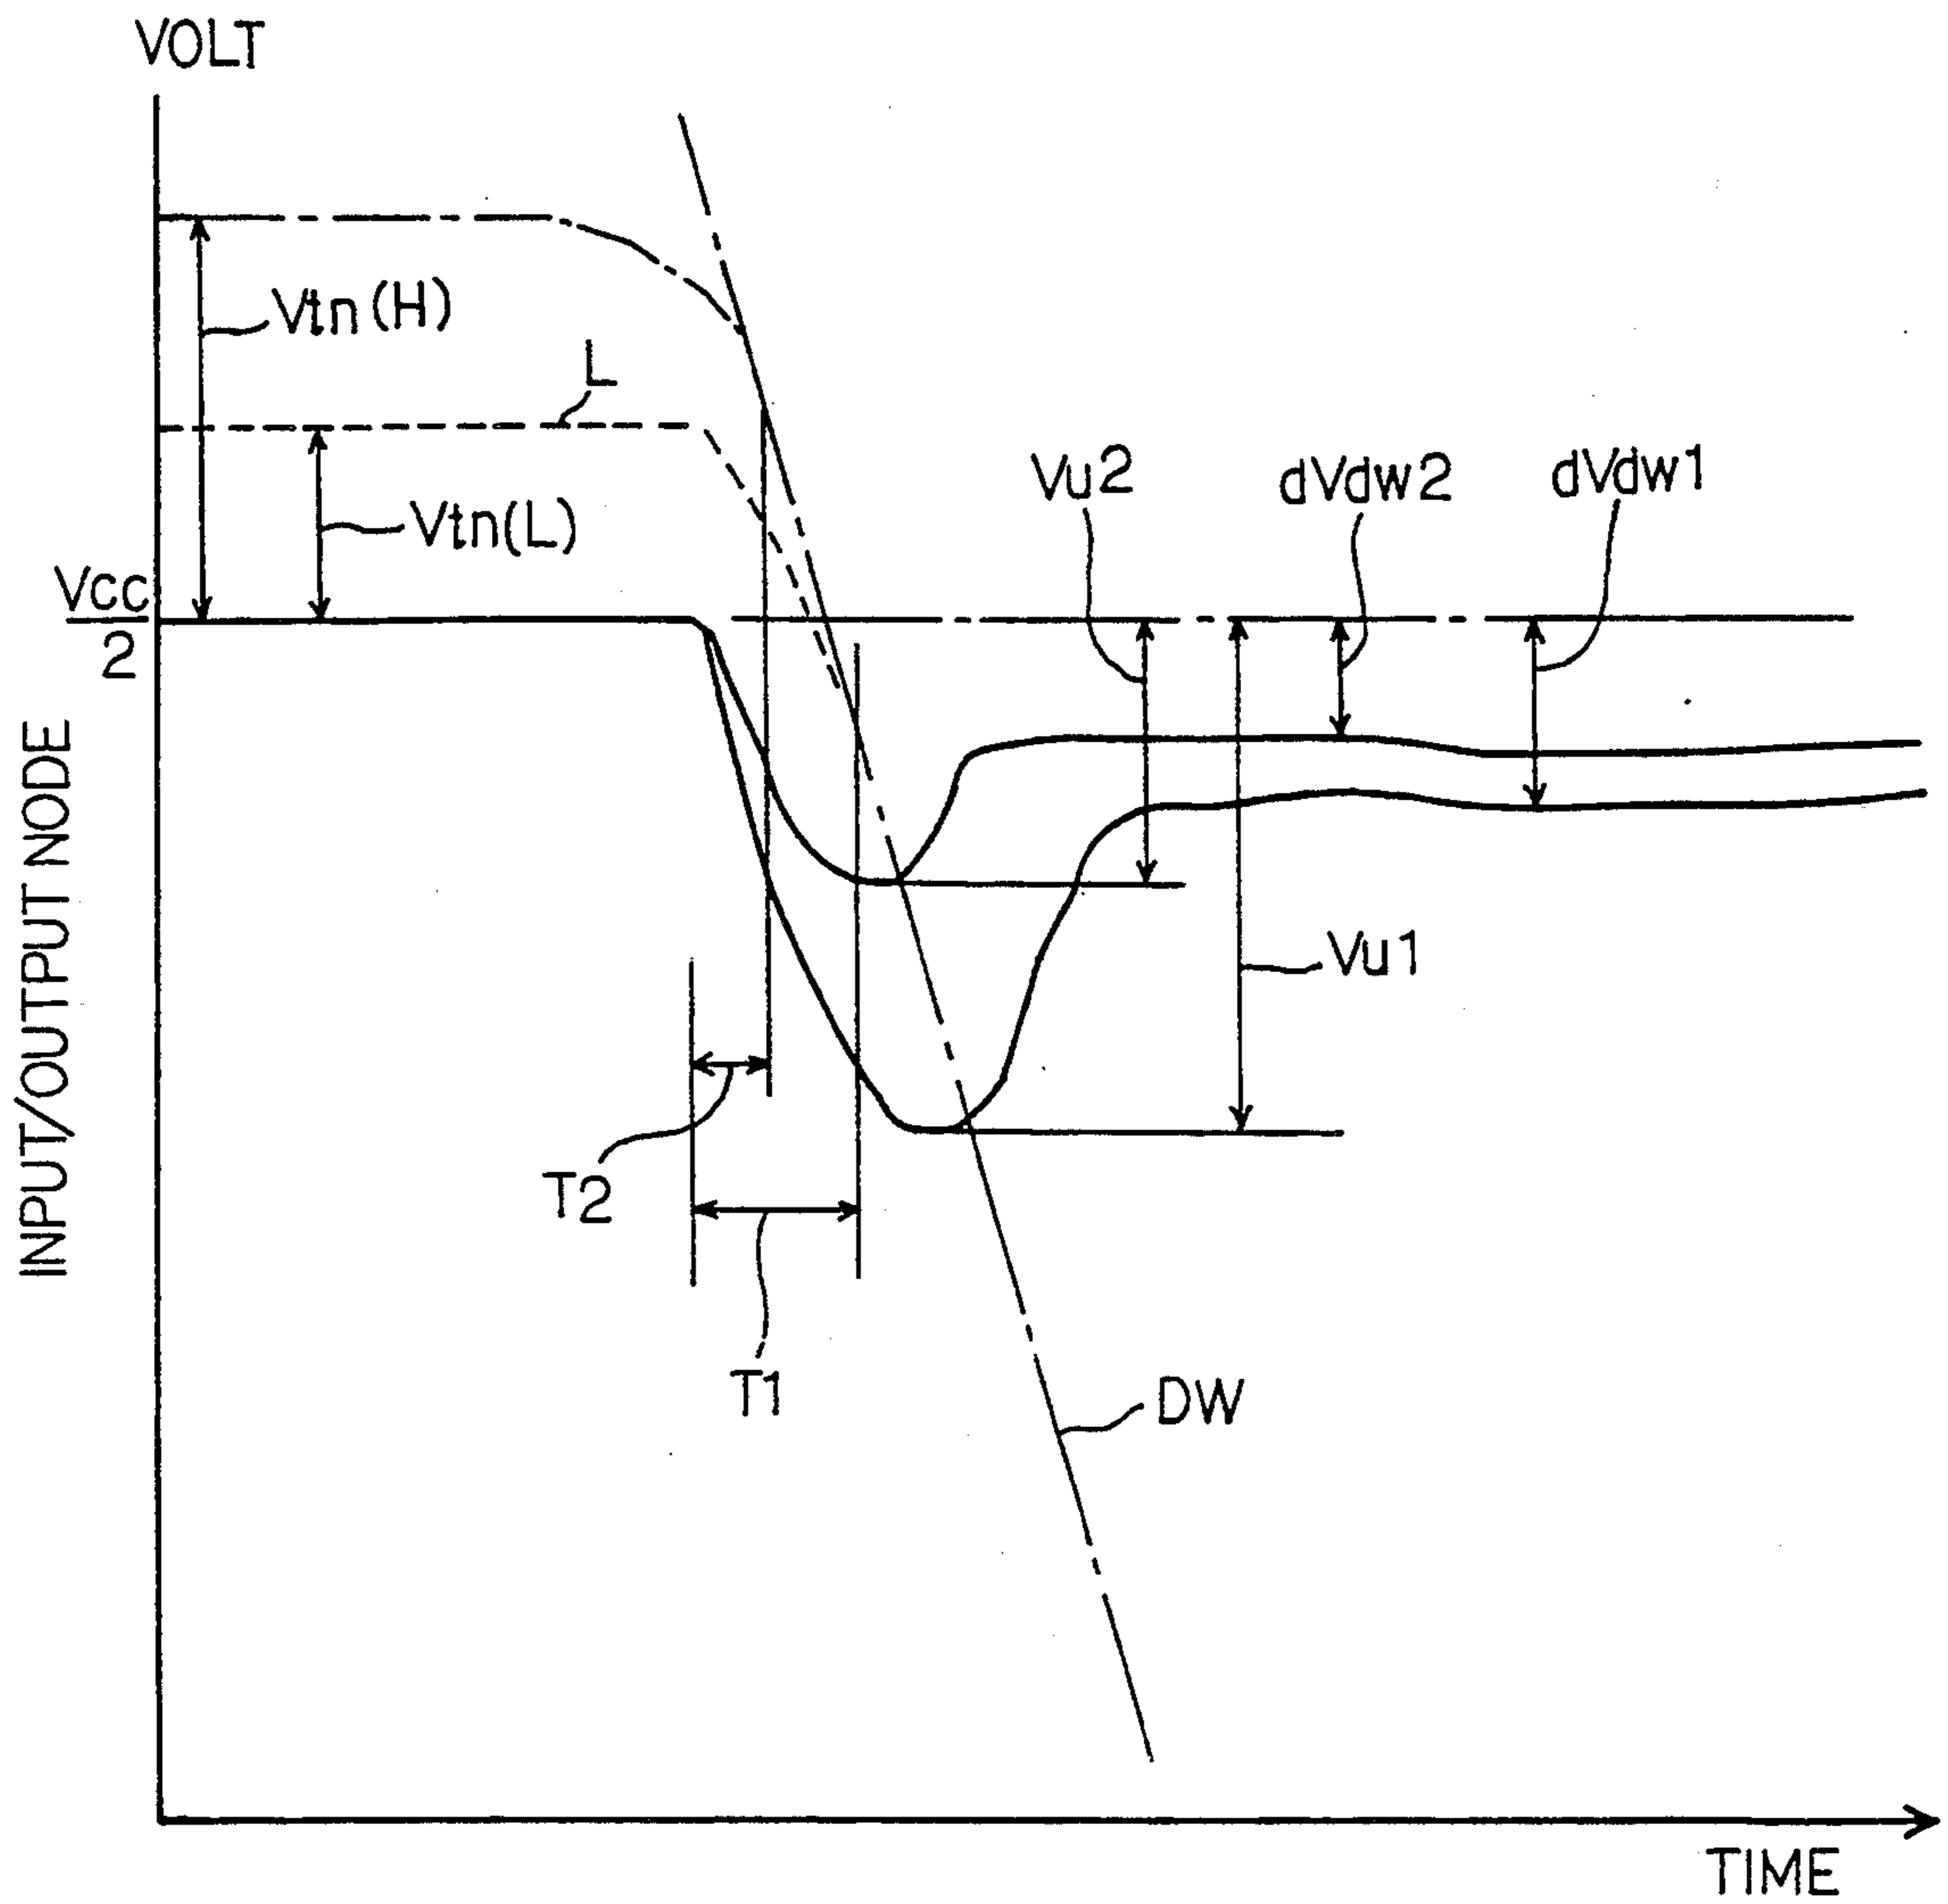 VOLT
Vtn(H)
L
Vu2
dVdw2
dVdw1
Vtn(L)
Vcc
2
INPUT/OUTPUT NODE
Vu1
T2
T1
DW
TIME